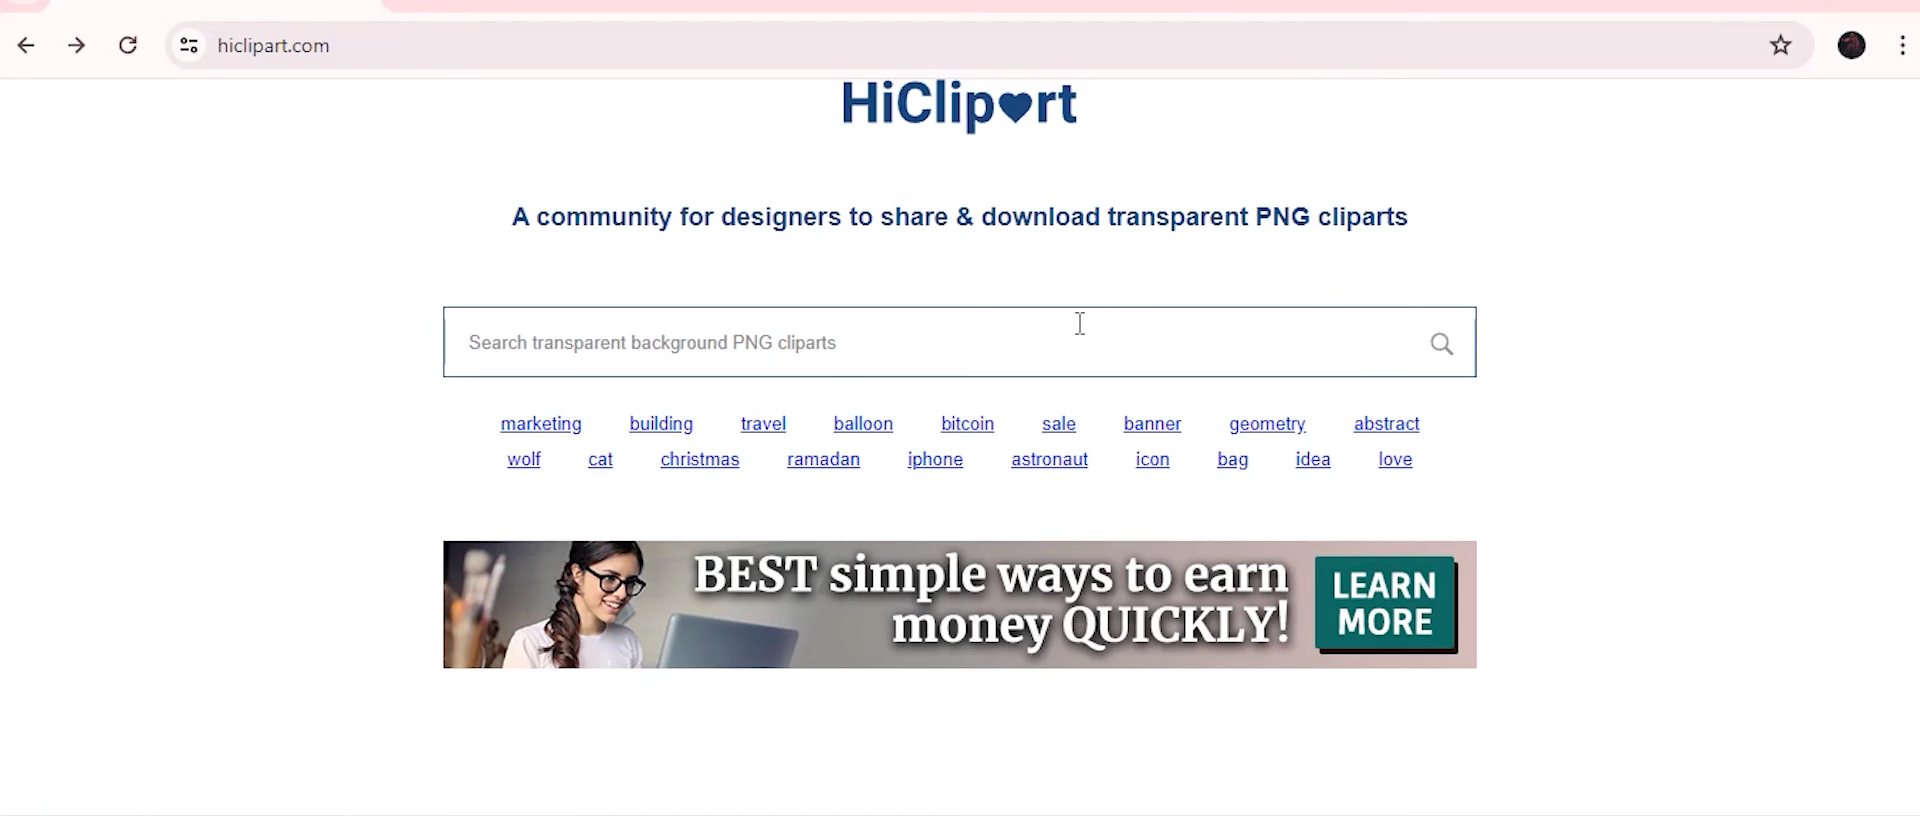 hiclipart.com
HiClip♥rt
A community for designers to share & download transparent PNG cliparts
Search transparent background PNG cliparts
marketing building travel balloon bitcoin sale banner geometry abstract
wolf cat christmas ramadan iphone astronaut icon bag idea love
BEST simple ways to earn
money QUICKLY!
LEARN
MORE